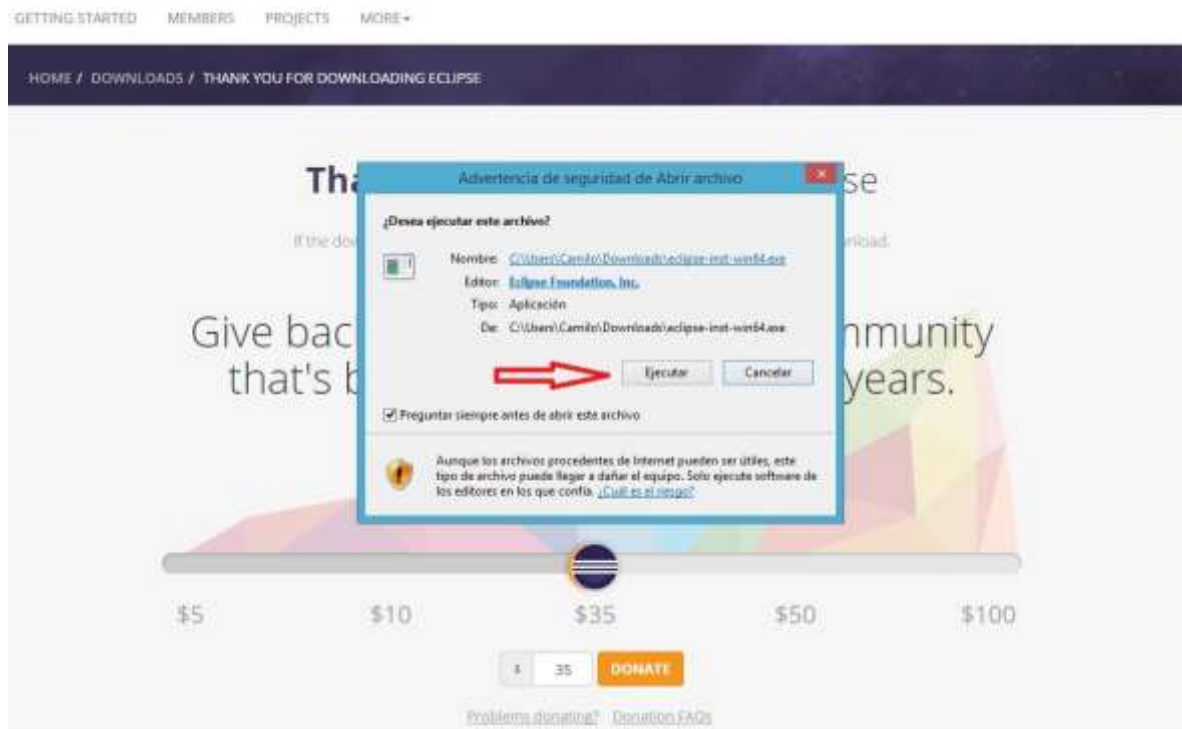 GETTING STARTED MEMBERS PROJECTS MORE
HOME / DOWNLOADS / THANK YOU FOR DOWNLOADING ECLIPSE
Tha se
If the dow nload.
Give bac mmunity
that's b years.
Advertencia de seguridad de Abrir archivo
¿Desea ejecutar este archivo?
Nombre: C:\Users\Camilo\Downloads\eclipse-inst-win64.exe
Editor: Eclipse Foundation, Inc.
Tipo: Aplicación
De: C:\Users\Camilo\Downloads\eclipse-inst-win64.exe
Ejecutar Cancelar
Preguntar siempre antes de abrir este archivo
Aunque los archivos procedentes de Internet pueden ser útiles, este
tipo de archivo puede llegar a dañar el equipo. Solo ejecute software de
los editores en los que confía. ¿Cuál es el riesgo?
$5 $10 $35 $50 $100
$ 35 DONATE
Problems donating? Donation FAQs